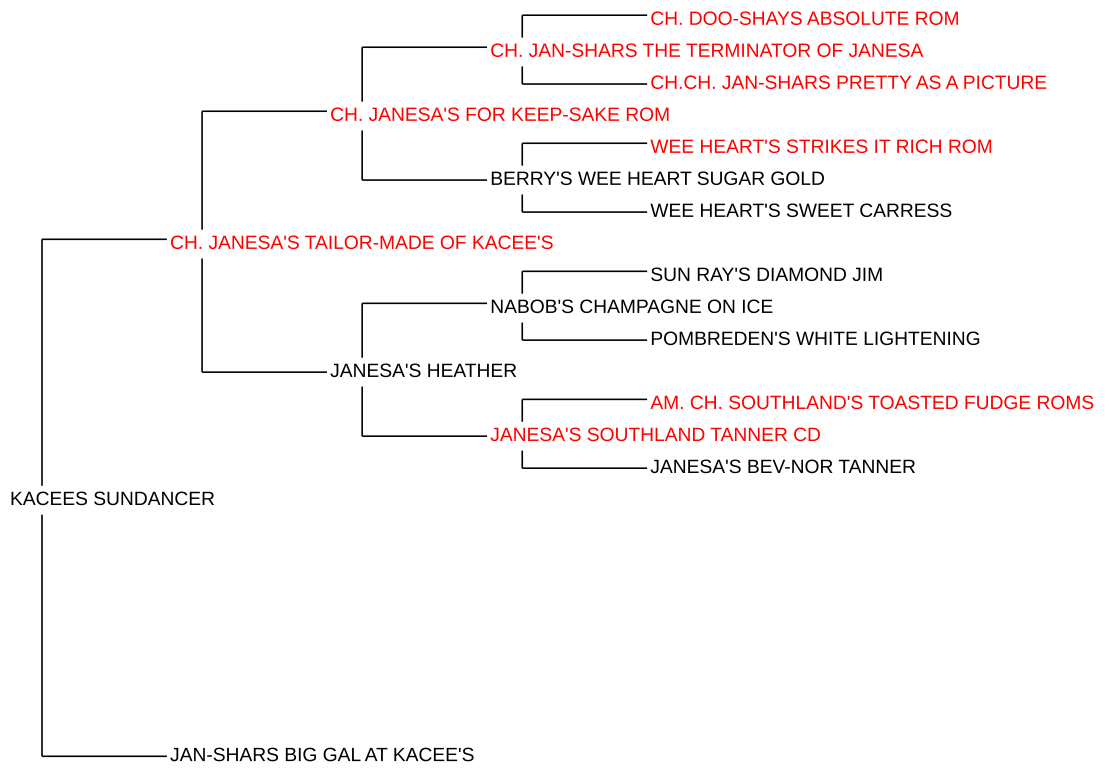 CH. DOO-SHAYS ABSOLUTE ROM
CH. JAN-SHARS THE TERMINATOR OF JANESA
CH.CH. JAN-SHARS PRETTY AS A PICTURE
CH. JANESA'S FOR KEEP-SAKE ROM
WEE HEART'S STRIKES IT RICH ROM
BERRY'S WEE HEART SUGAR GOLD
WEE HEART'S SWEET CARRESS
CH. JANESA'S TAILOR-MADE OF KACEE'S
SUN RAY'S DIAMOND JIM
NABOB'S CHAMPAGNE ON ICE
POMBREDEN'S WHITE LIGHTENING
JANESA'S HEATHER
AM. CH. SOUTHLAND'S TOASTED FUDGE ROMS
JANESA'S SOUTHLAND TANNER CD
JANESA'S BEV-NOR TANNER
KACEES SUNDANCER
JAN-SHARS BIG GAL AT KACEE'S